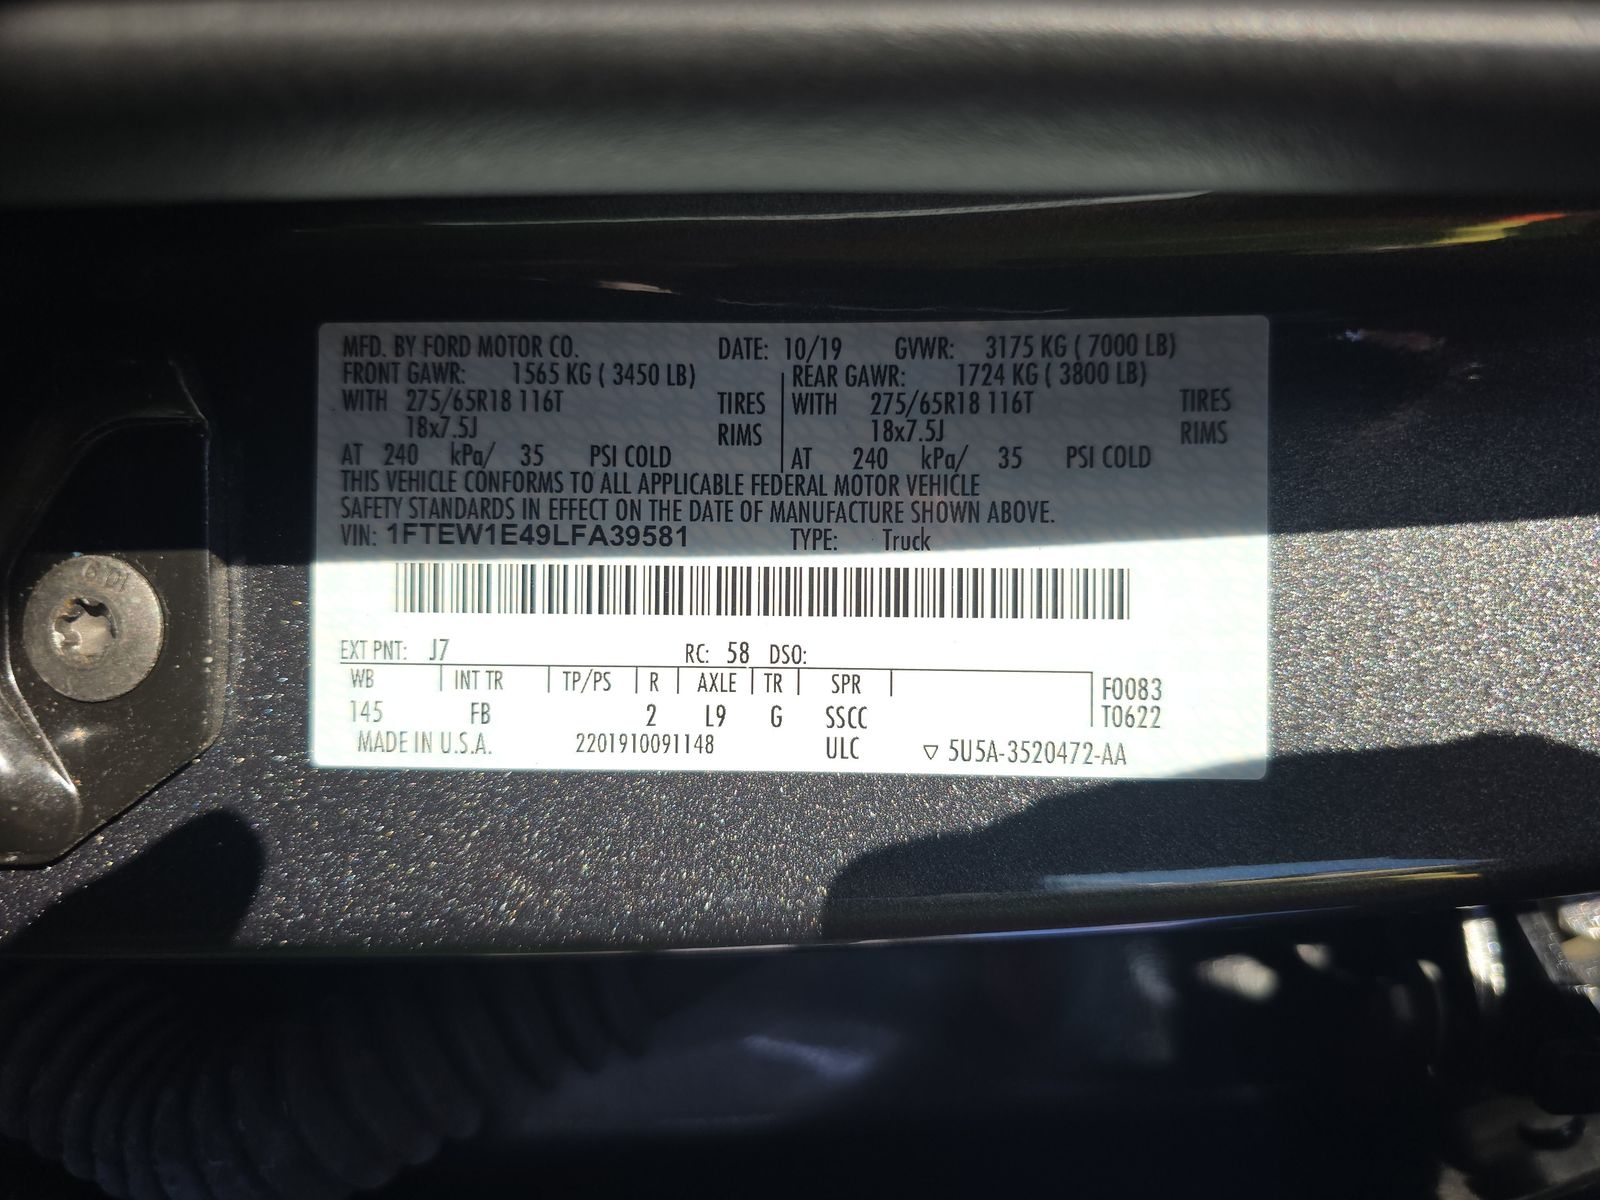 MFD. BY FORD MOTOR CO. DATE: 10/19 GVWR: 3175 KG ( 7000 LB)
FRONT GAWR: 1565 KG ( 3450 LB) REAR GAWR: 1724 KG ( 3800 LB)
WITH 275/65R18 116T TIRES WITH 275/65R18 116T TIRES
18x7.5J RIMS 18x7.5J RIMS
AT 240 kPa/ 35 PSI COLD AT 240 kPa/ 35 PSI COLD
THIS VEHICLE CONFORMS TO ALL APPLICABLE FEDERAL MOTOR VEHICLE
SAFETY STANDARDS IN EFFECT ON THE DATE OF MANUFACTURE SHOWN ABOVE.
VIN: 1FTEW1E49LFA39581 TYPE: Truck
EXT PNT: J7 RC: 58 DSO:
WB INT TR TP/PS R AXLE TR SPR F0083
145 FB 2 L9 G SSCC T0622
MADE IN U.S.A. 2201910091148 ULC ▽ 5U5A-3520472-AA